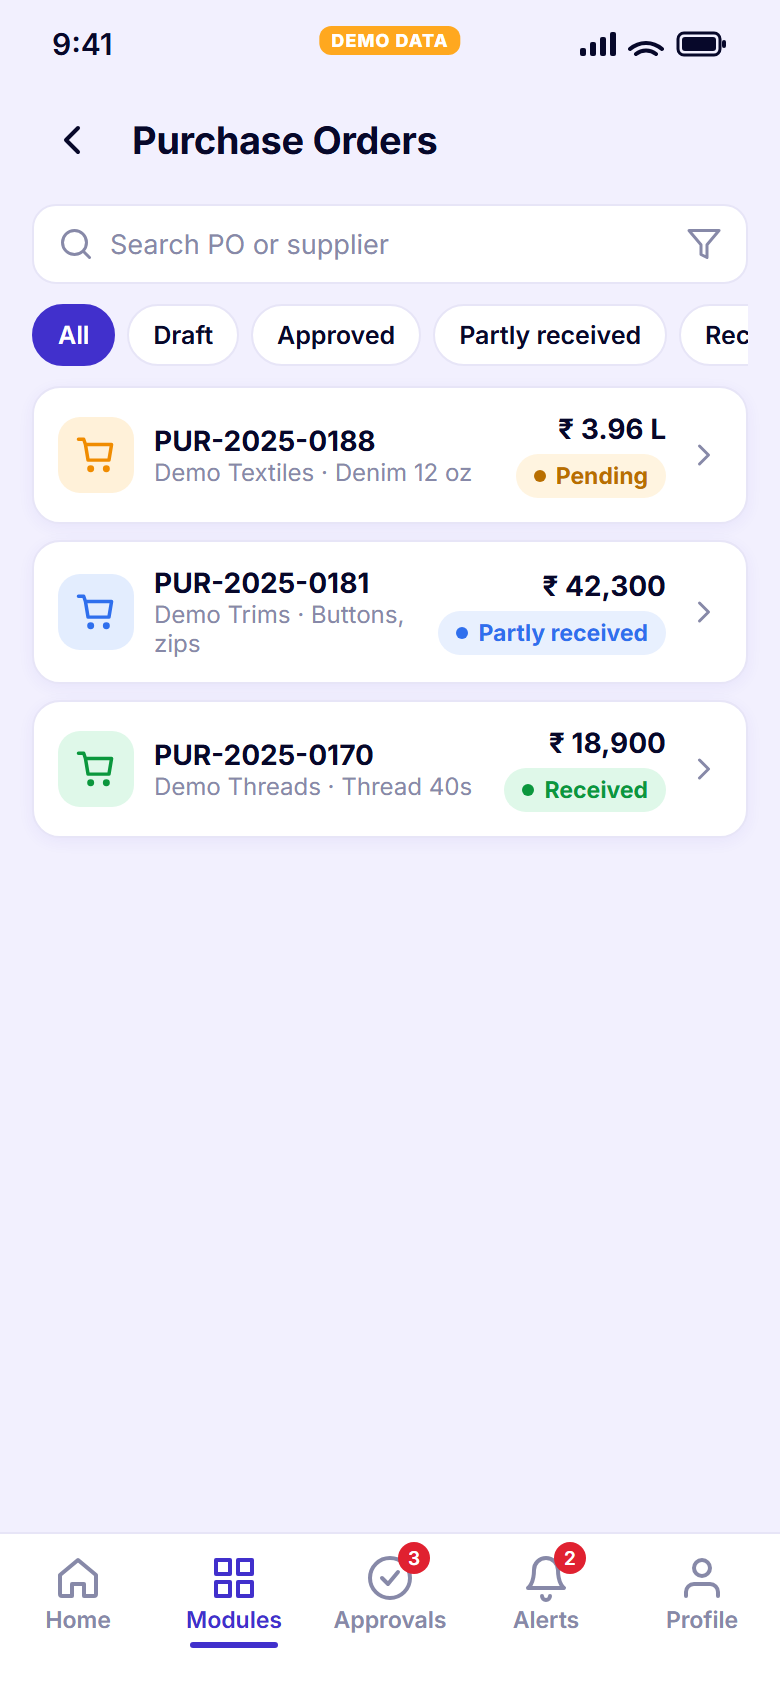 9:41
DEMO DATA
Purchase Orders
Search PO or supplier
All
Draft
Approved
Partly received
Rec
PUR-2025-0188
Demo Textiles · Denim 12 oz
₹ 3.96 L
Pending
PUR-2025-0181
Demo Trims · Buttons,
zips
₹ 42,300
Partly received
PUR-2025-0170
Demo Threads · Thread 40s
₹ 18,900
Received
3
2
Home
Modules
Approvals
Alerts
Profile